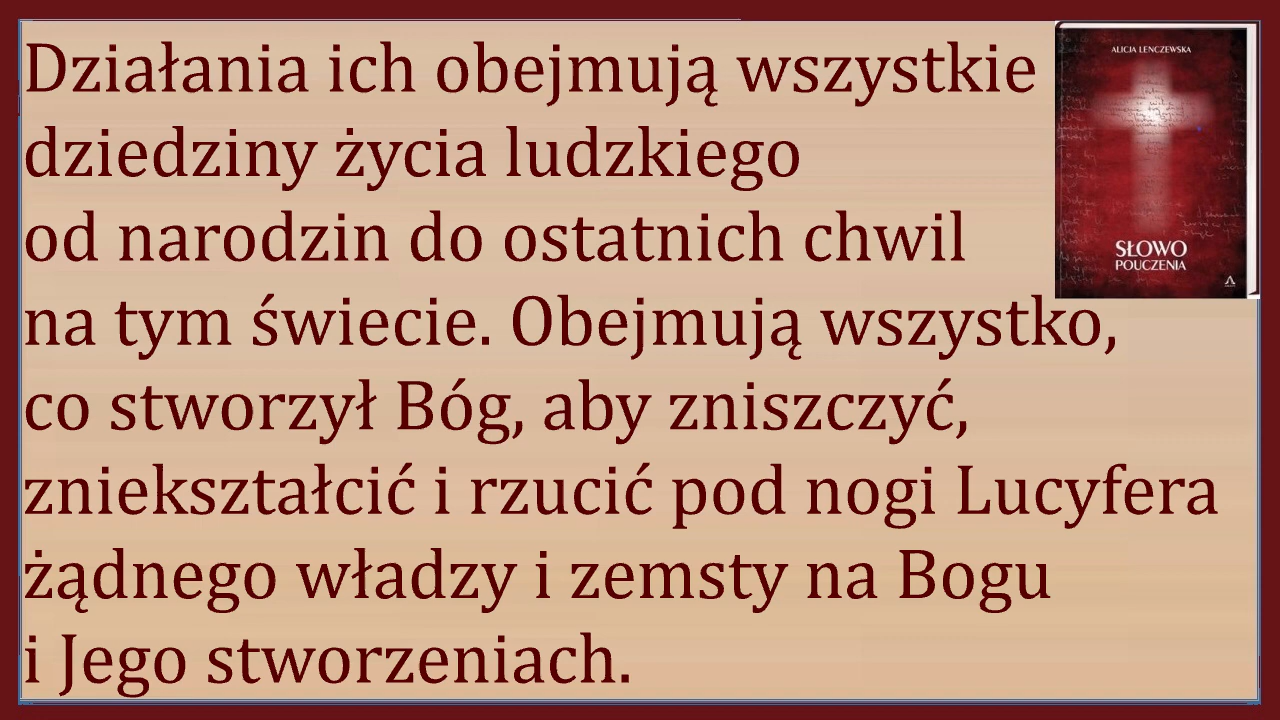 Działania ich obejmują wszystkie
dziedziny życia ludzkiego
od narodzin do ostatnich chwil
na tym świecie. Obejmują wszystko,
co stworzył Bóg, aby zniszczyć,
zniekształcić i rzucić pod nogi Lucyfera
żądnego władzy i zemsty na Bogu
i Jego stworzeniach.
ALICJA LENCZEWSKA
SŁOWO
POUCZENIA